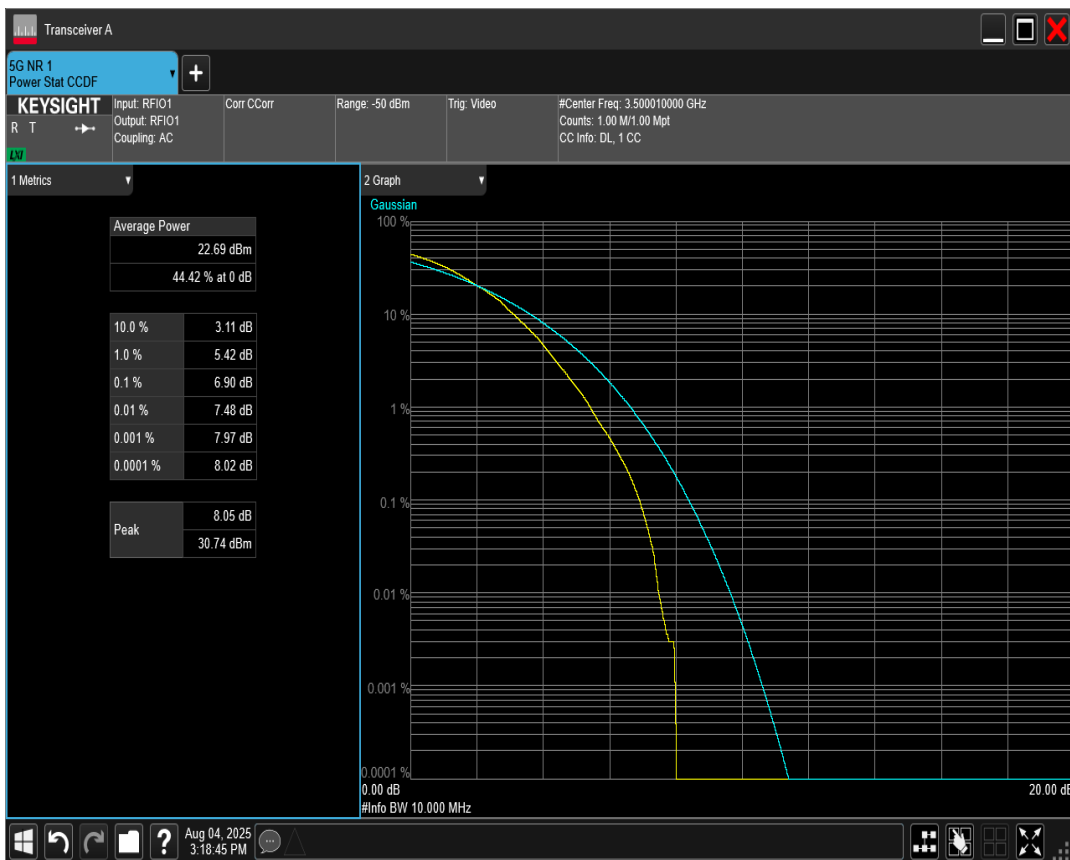 Transceiver A
5G NR 1
Power Stat CCDF
+
KEYSIGHT
R T
LXI
Input: RFIO1
Output: RFIO1
Coupling: AC
Corr CCorr
Range: -50 dBm
Trig: Video
#Center Freq: 3.500010000 GHz
Counts: 1.00 M/1.00 Mpt
CC Info: DL, 1 CC
1 Metrics
Average Power
22.69 dBm
44.42 % at 0 dB
10.0 % 3.11 dB
1.0 % 5.42 dB
0.1 % 6.90 dB
0.01 % 7.48 dB
0.001 % 7.97 dB
0.0001 % 8.02 dB
Peak 8.05 dB
30.74 dBm
2 Graph
Gaussian
100 %
10 %
1 %
0.1 %
0.01 %
0.001 %
0.0001 %
0.00 dB 20.00 dB
#Info BW 10.000 MHz
? Aug 04, 2025
3:18:45 PM